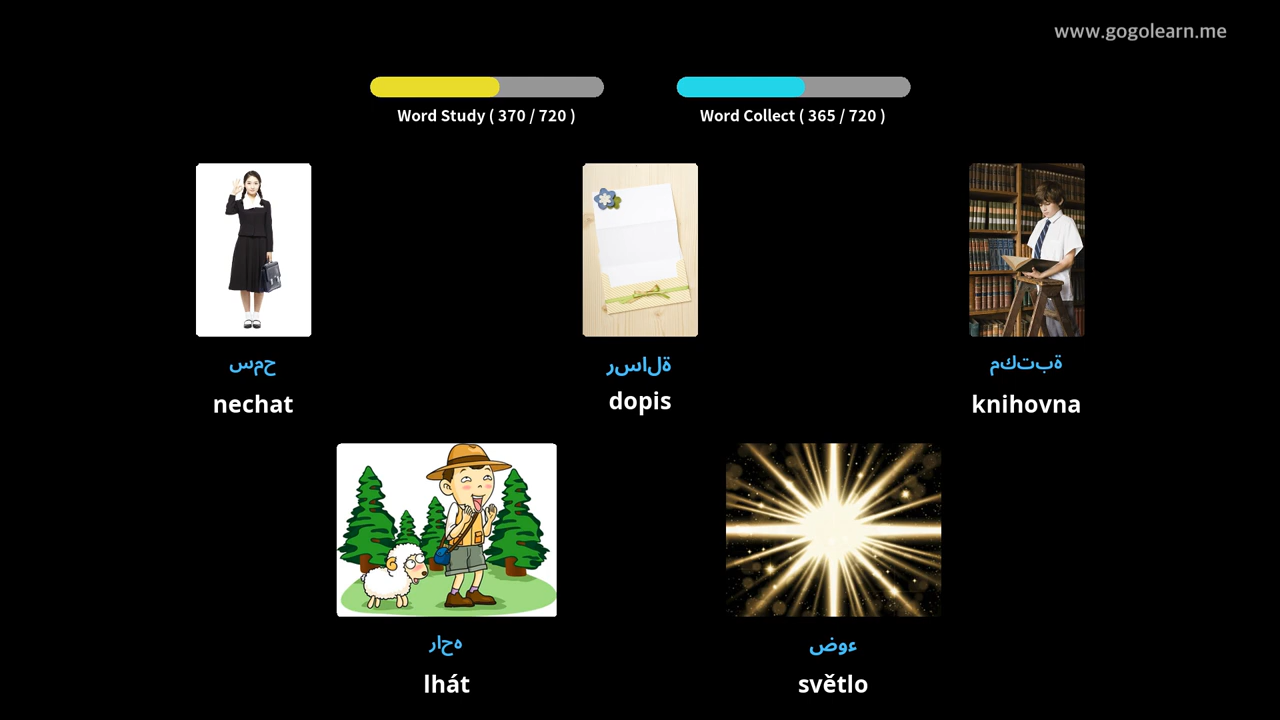 www.gogolearn.me
Word Study ( 370 / 720 )
Word Collect ( 365 / 720 )
حمس
ةلاسر
ةبتكم
nechat
dopis
knihovna
هحار
ءوض
lhát
světlo